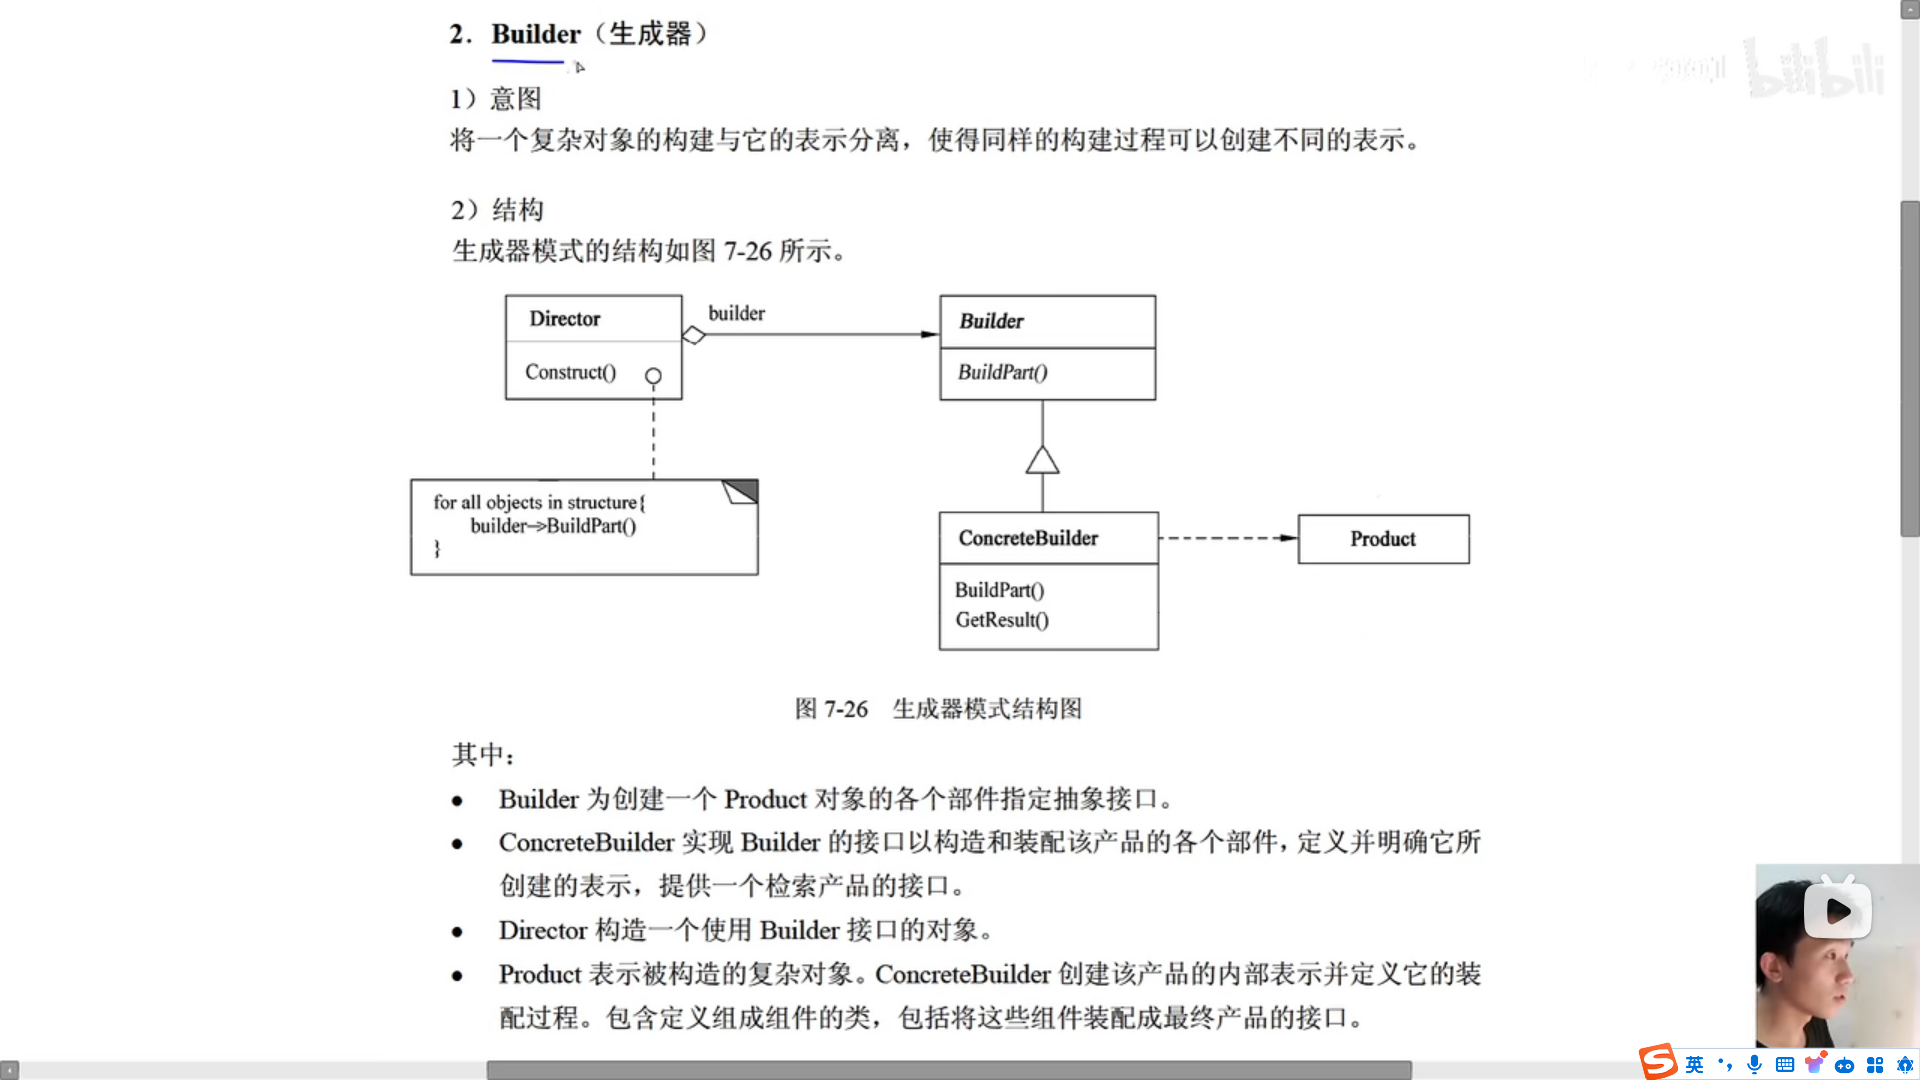 2．Builder（生成器）
bilibili
1）意图
将一个复杂对象的构建与它的表示分离，使得同样的构建过程可以创建不同的表示。
2）结构
生成器模式的结构如图 7-26 所示。
Director
builder
Builder
Construct()
BuildPart()
for all objects in structure{
builder->BuildPart()
}
ConcreteBuilder
Product
BuildPart()
GetResult()
图 7-26 生成器模式结构图
其中：
● Builder 为创建一个 Product 对象的各个部件指定抽象接口。
● ConcreteBuilder 实现 Builder 的接口以构造和装配该产品的各个部件，定义并明确它所
创建的表示，提供一个检索产品的接口。
● Director 构造一个使用 Builder 接口的对象。
● Product 表示被构造的复杂对象。ConcreteBuilder 创建该产品的内部表示并定义它的装
配过程。包含定义组成组件的类，包括将这些组件装配成最终产品的接口。
英